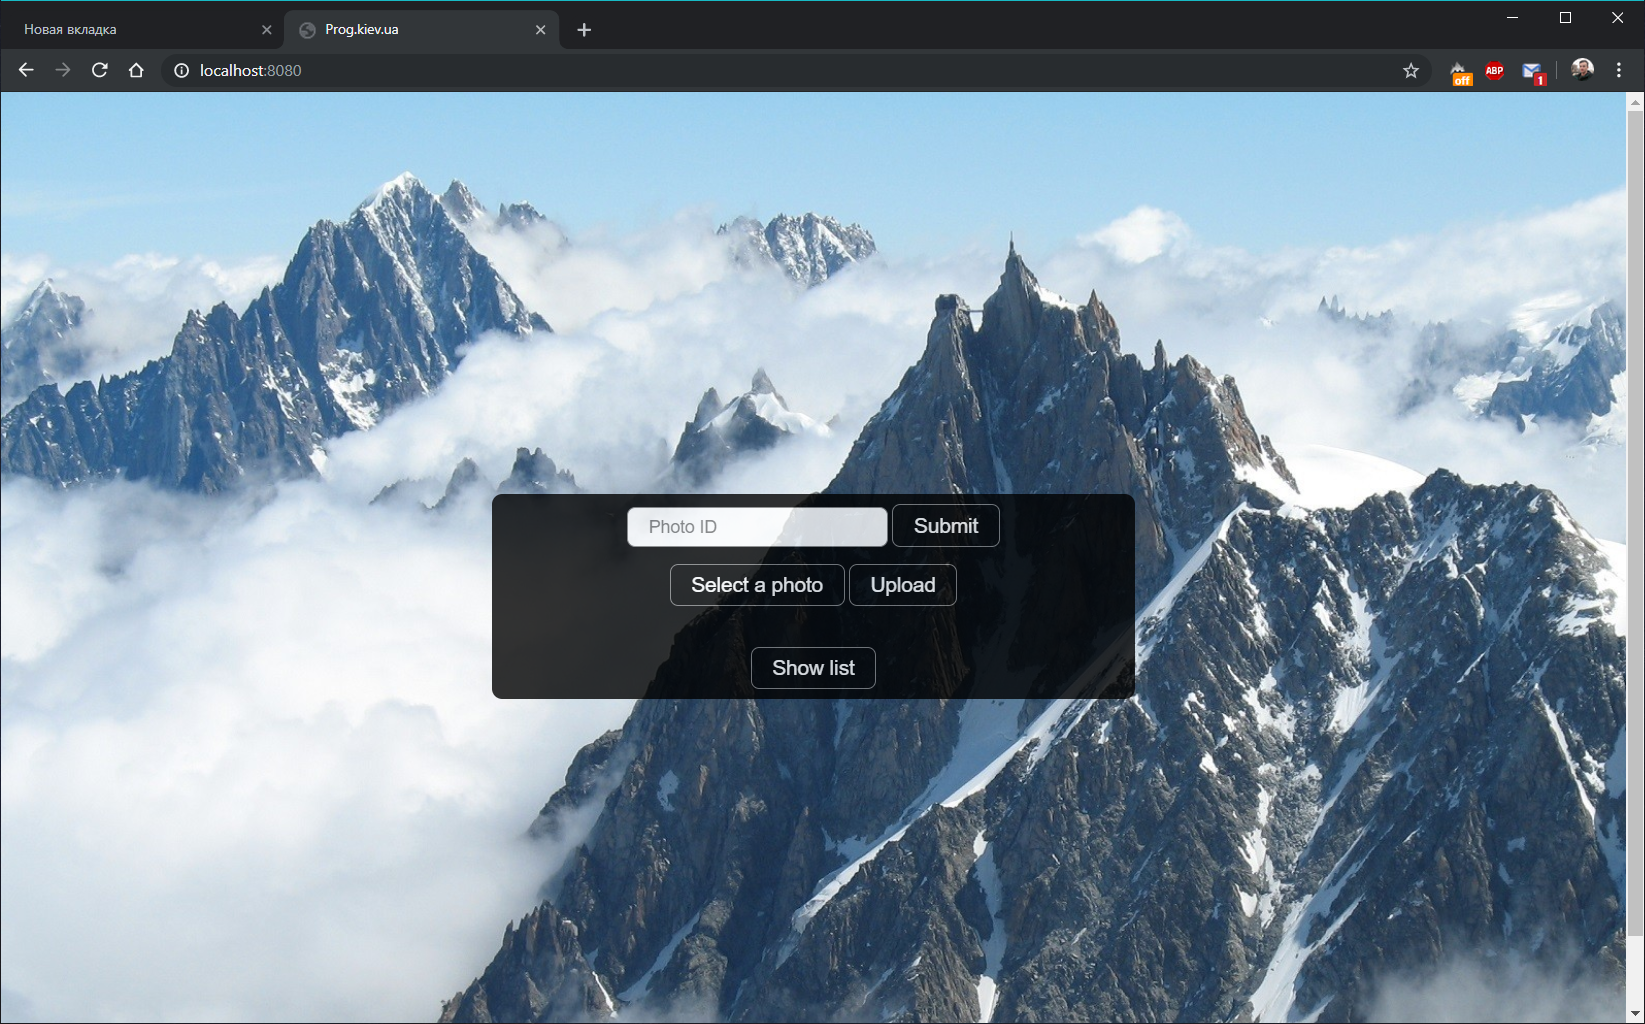 Новая вкладка
Prog.kiev.ua
localhost:8080
off
ABP
1
Photo ID
Submit
Select a photo
Upload
Show list